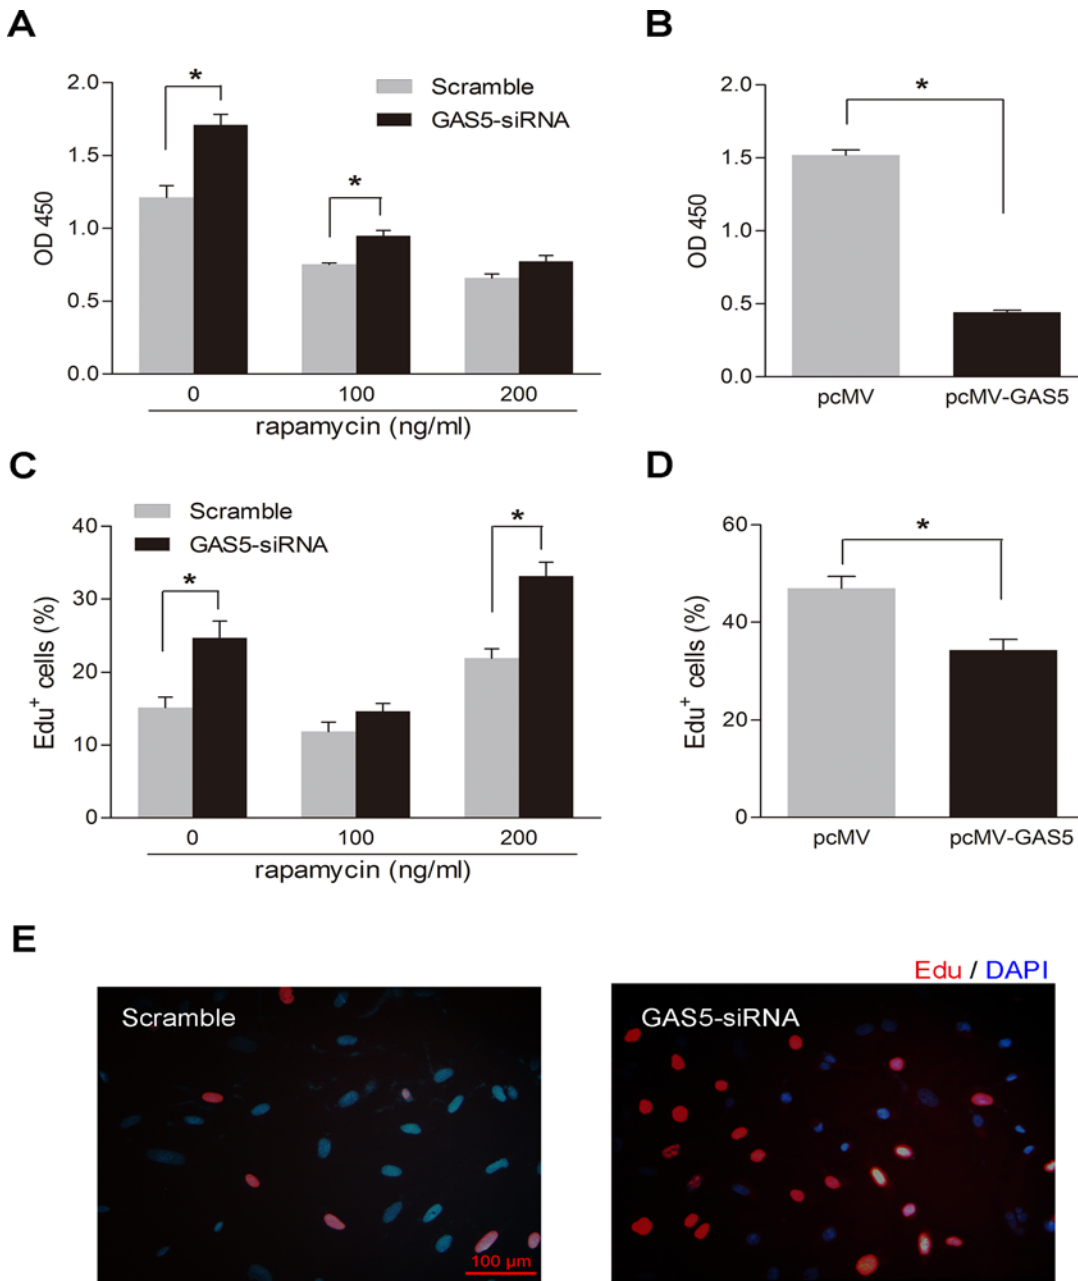 A
B
2.0
1.5
1.0
0.5
0.0
OD 450
*
*
Scramble
GAS5-siRNA
0
100
200
rapamycin (ng/ml)
2.0
1.5
1.0
0.5
0.0
OD 450
*
pcMV
pcMV-GAS5
C
D
40
30
20
10
0
Edu⁺ cells (%)
Scramble
GAS5-siRNA
*
*
0
100
200
rapamycin (ng/ml)
60
40
20
0
Edu⁺ cells (%)
*
pcMV
pcMV-GAS5
E
Edu / DAPI
Scramble
100 µm
GAS5-siRNA